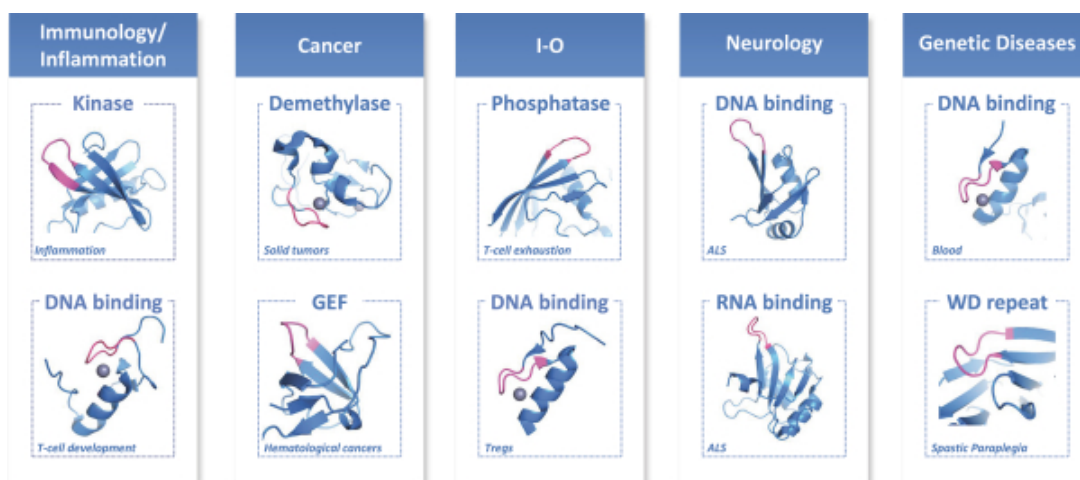 Immunology/
Inflammation
Kinase
Inflammation
DNA binding
T-cell development
Cancer
Demethylase
Solid tumors
GEF
Hematological cancers
I-O
Phosphatase
T-cell exhaustion
DNA binding
Tregs
Neurology
DNA binding
ALS
RNA binding
ALS
Genetic Diseases
DNA binding
Blood
WD repeat
Spastic Paraplegia